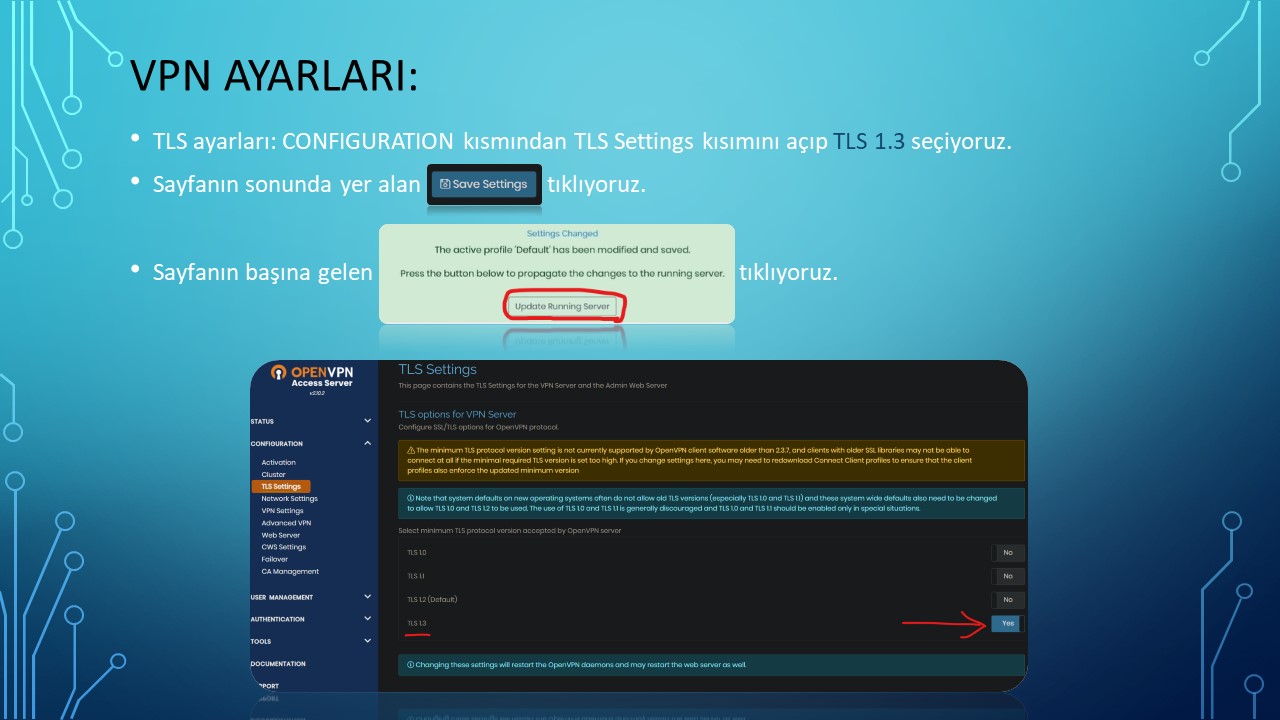 VPN AYARLARI:
• TLS ayarları: CONFIGURATION kısmından TLS Settings kısımını açıp TLS 1.3 seçiyoruz.
• Sayfanın sonunda yer alan Save Settings tıklıyoruz.
Settings Changed
The active profile 'Default' has been modified and saved.
• Sayfanın başına gelen Press the button below to propagate the changes to the running server. tıklıyoruz.
Update Running Server
OPENVPN
Access Server
v2.10.2
STATUS
CONFIGURATION
Activation
Cluster
TLS Settings
Network Settings
VPN Settings
Advanced VPN
Web Server
CWS Settings
Failover
CA Management
USER MANAGEMENT
AUTHENTICATION
TOOLS
DOCUMENTATION
PPORT
TLS Settings
This page contains the TLS Settings for the VPN Server and the Admin Web Server
TLS options for VPN Server
Configure SSL/TLS options for OpenVPN protocol.
The minimum TLS protocol version setting is not currently supported by OpenVPN client software older than 2.3.7, and clients with older SSL libraries may not be able to
connect at all if the minimal required TLS version is set too high. If you change settings here, you may need to redownload Connect Client profiles to ensure that the client
profiles also enforce the updated minimum version
Note that system defaults on new operating systems often do not allow old TLS versions (especially TLS 1.0 and TLS 1.1) and these system wide defaults also need to be changed
to allow TLS 1.0 and TLS 1.2 to be used. The use of TLS 1.0 and TLS 1.1 is generally discouraged and TLS 1.0 and TLS 1.1 should be enabled only in special situations.
Select minimum TLS protocol version accepted by OpenVPN server
TLS 1.0 No
TLS 1.1 No
TLS 1.2 (Default) No
TLS 1.3 Yes
Changing these settings will restart the OpenVPN daemons and may restart the web server as well.